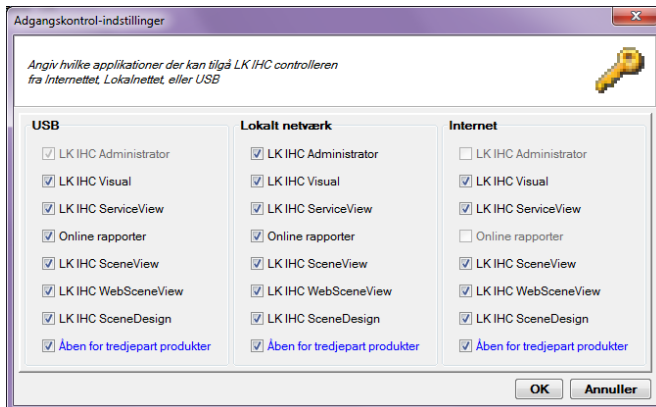 Adgangskontrol-indstillinger
Angiv hvilke applikationer der kan tilgå LK IHC controlleren
fra Internettet, Lokalnettet, eller USB
USB
LK IHC Administrator
LK IHC Visual
LK IHC ServiceView
Online rapporter
LK IHC SceneView
LK IHC WebSceneView
LK IHC SceneDesign
Åben for tredjepart produkter
Lokalt netværk
LK IHC Administrator
LK IHC Visual
LK IHC ServiceView
Online rapporter
LK IHC SceneView
LK IHC WebSceneView
LK IHC SceneDesign
Åben for tredjepart produkter
Internet
LK IHC Administrator
LK IHC Visual
LK IHC ServiceView
Online rapporter
LK IHC SceneView
LK IHC WebSceneView
LK IHC SceneDesign
Åben for tredjepart produkter
OK
Annuller